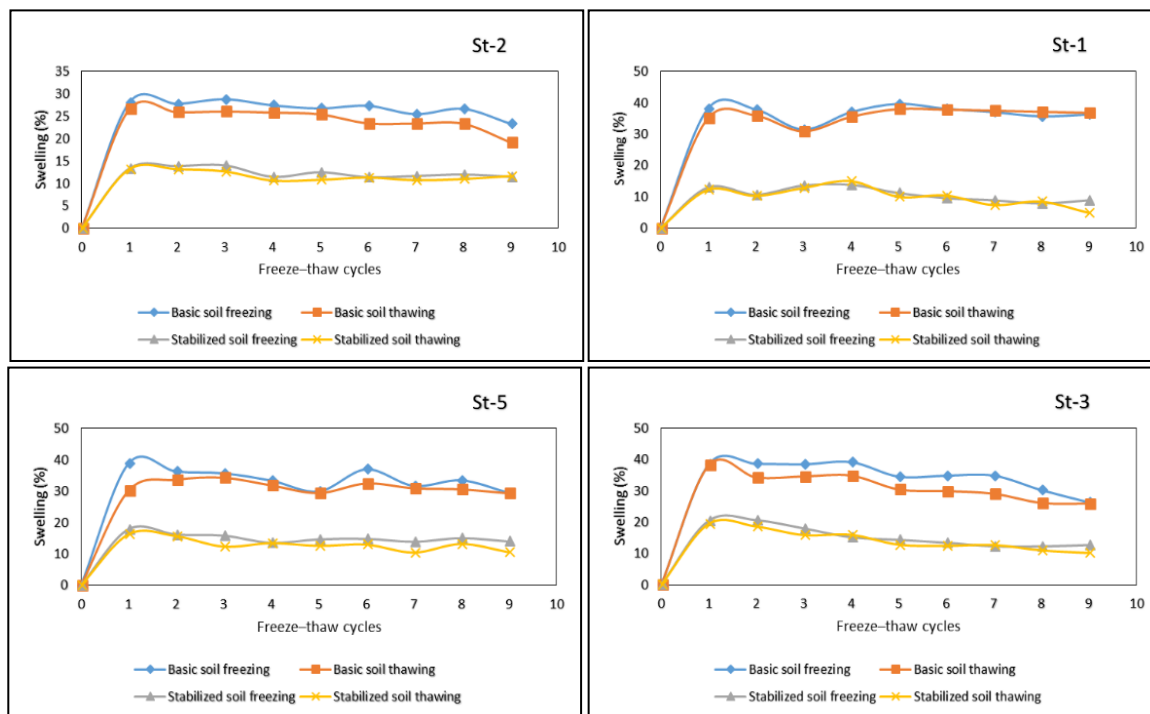 St-2
35
30
25
20
15
10
5
0
Swelling (%)
0 1 2 3 4 5 6 7 8 9 10
Freeze–thaw cycles
Basic soil freezing Basic soil thawing
Stabilized soil freezing Stabilized soil thawing
St-1
50
40
30
20
10
0
Swelling (%)
0 1 2 3 4 5 6 7 8 9 10
Freeze–thaw cycles
Basic soil freezing Basic soil thawing
Stabilized soil freezing Stabilized soil thawing
St-5
50
40
30
20
10
0
Swelling (%)
0 1 2 3 4 5 6 7 8 9 10
Freeze–thaw cycles
Basic soil freezing Basic soil thawing
Stabilized soil freezing Stabilized soil thawing
St-3
50
40
30
20
10
0
Swelling (%)
0 1 2 3 4 5 6 7 8 9 10
Freeze–thaw cycles
Basic soil freezing Basic soil thawing
Stabilized soil freezing Stabilized soil thawing